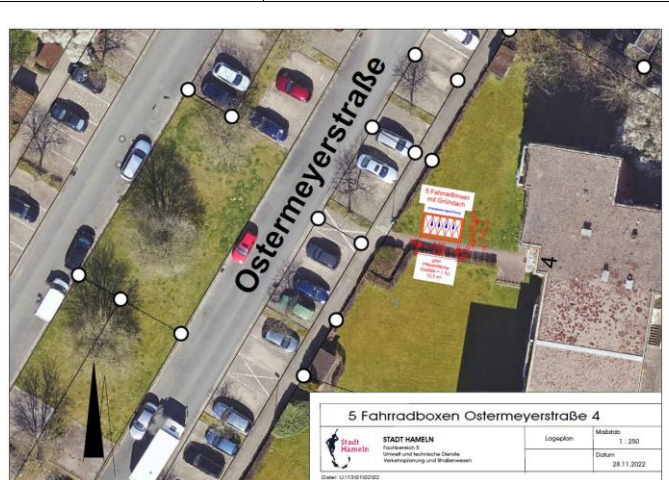 Ostermeyerstraße
5 Fahrradboxen
mit Gründach
4
5 Fahrradboxen Ostermeyerstraße 4
Stadt
Hameln
STADT HAMELN
Fachbereich 5
Umwelt und technische Dienste
Verkehrsplanung und Straßenwesen
Lageplan
Maßstab
1 : 250
Datum
28.11.2022